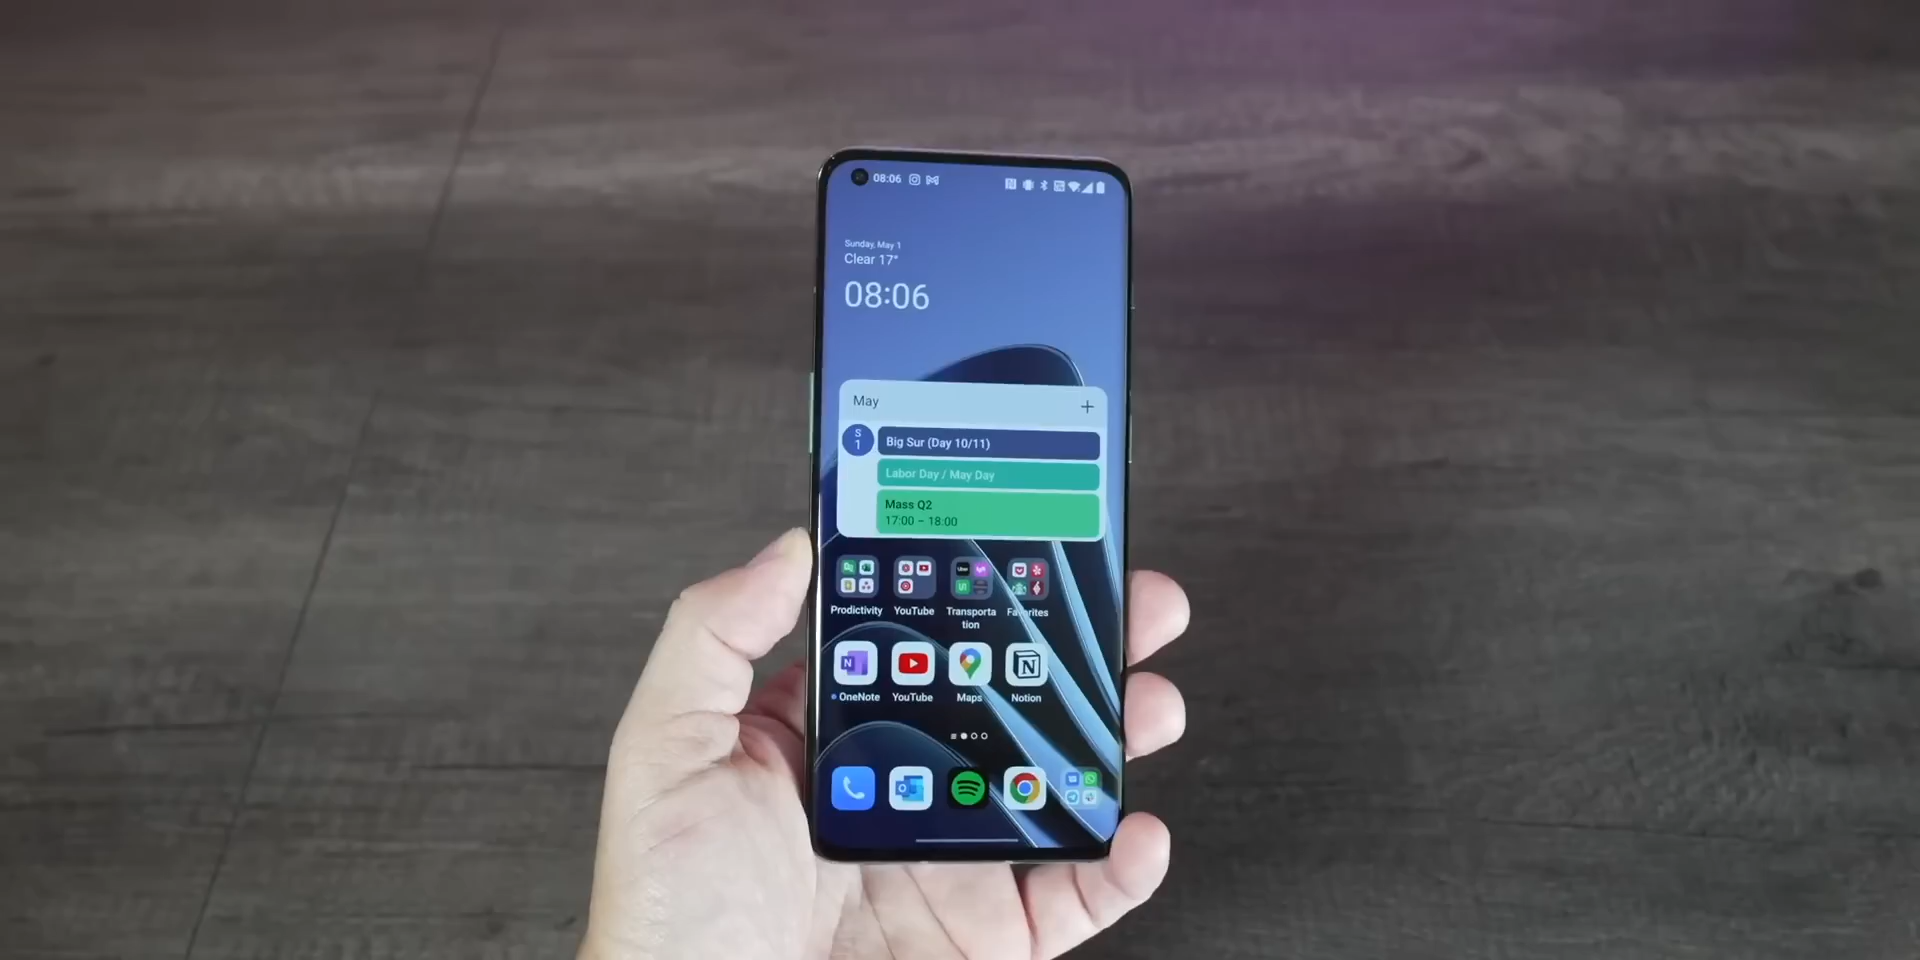 08:06
Sunday, May 1
Clear 17°
08:06
May
S
1
Big Sur (Day 10/11)
Labor Day / May Day
Mass Q2
17:00 – 18:00
Uber
Prodictivity
YouTube
Transporta
tion
Favorites
N
N
OneNote
YouTube
Maps
Notion